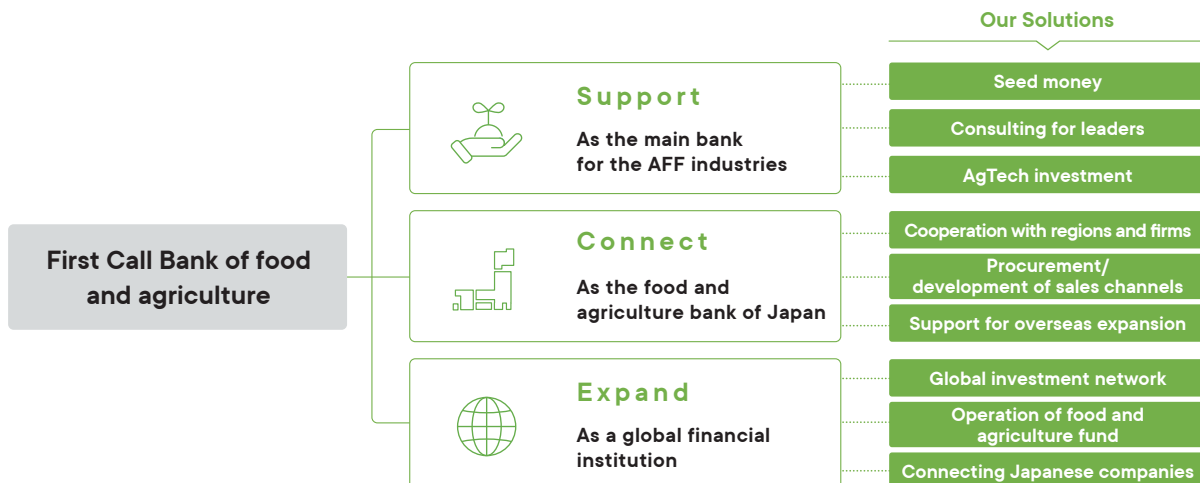 Our Solutions
First Call Bank of food
and agriculture
Support
As the main bank
for the AFF industries
Seed money
Consulting for leaders
AgTech investment
Connect
As the food and
agriculture bank of Japan
Cooperation with regions and firms
Procurement/
development of sales channels
Support for overseas expansion
Expand
As a global financial
institution
Global investment network
Operation of food and
agriculture fund
Connecting Japanese companies